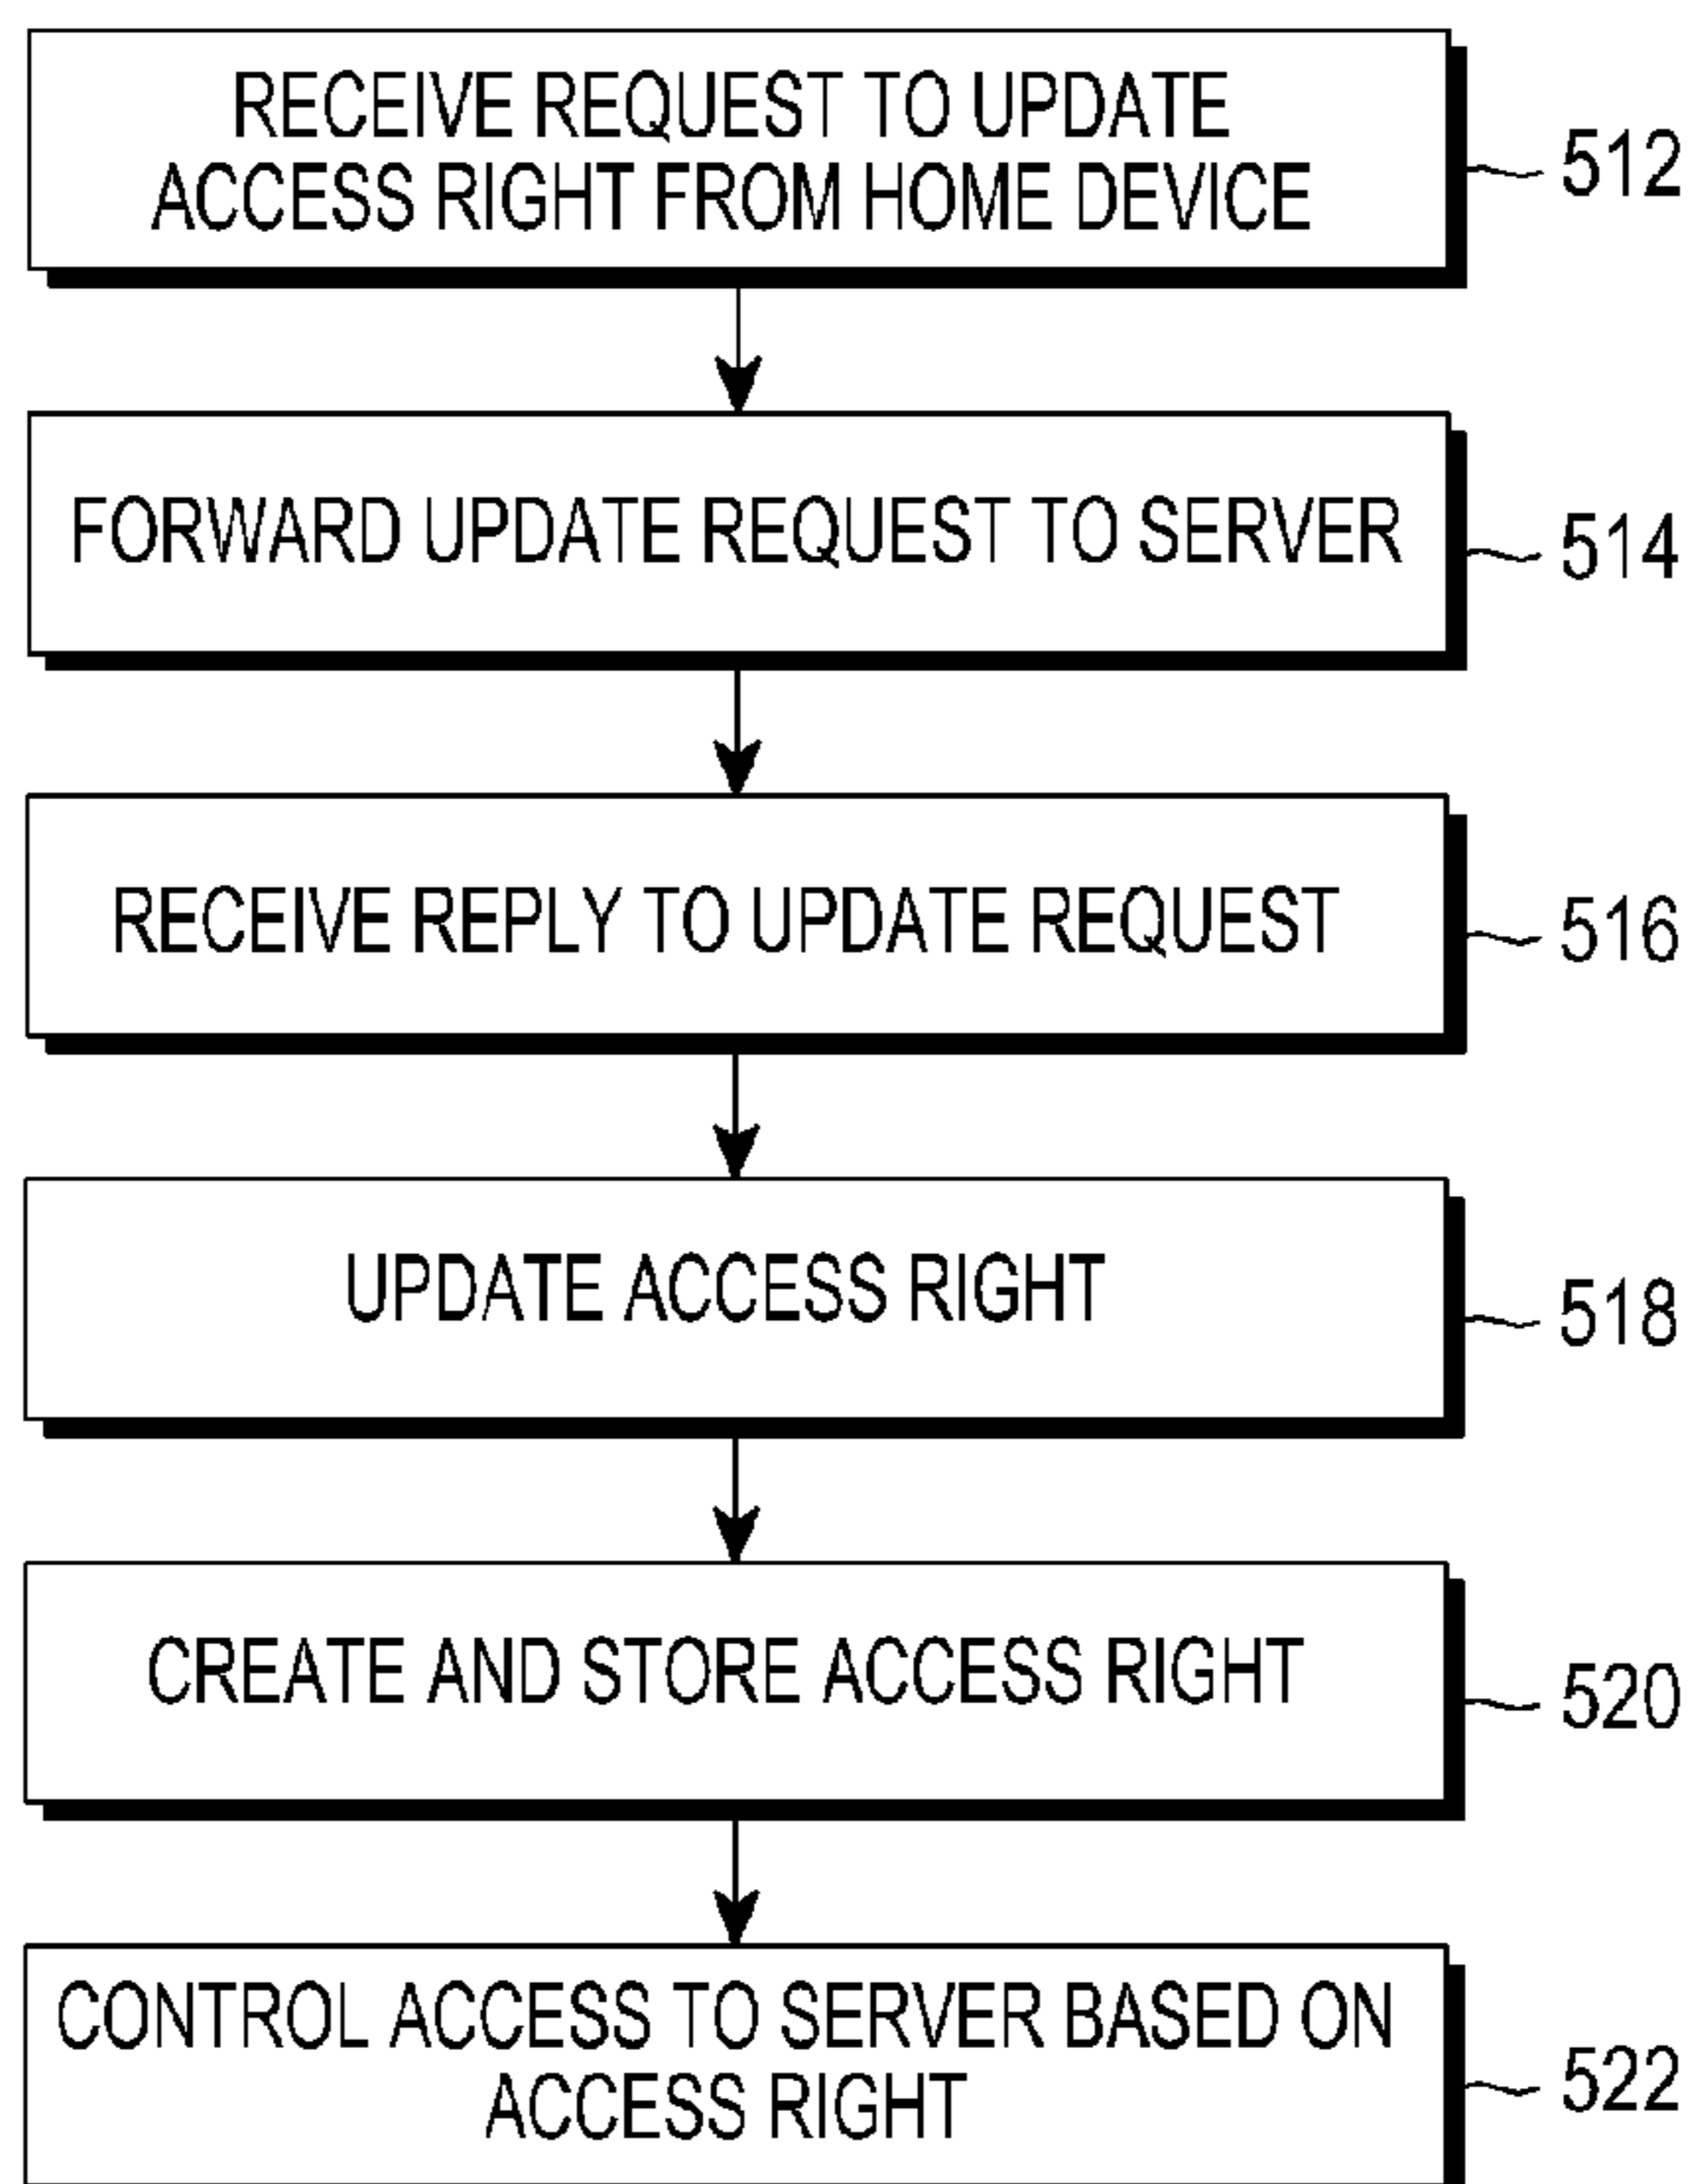 RECEIVE REQUEST TO UPDATE
ACCESS RIGHT FROM HOME DEVICE
512
FORWARD UPDATE REQUEST TO SERVER
514
RECEIVE REPLY TO UPDATE REQUEST
516
UPDATE ACCESS RIGHT
518
CREATE AND STORE ACCESS RIGHT
520
CONTROL ACCESS TO SERVER BASED ON
ACCESS RIGHT
522